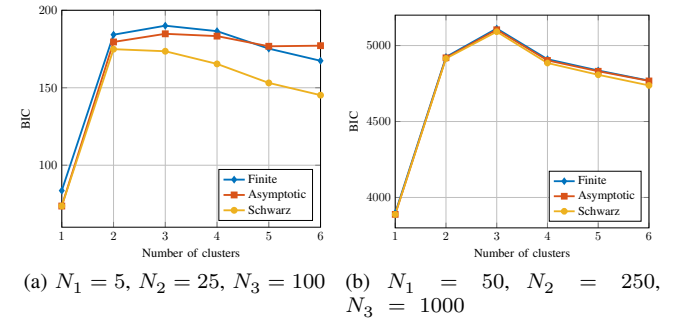 200
150
100
BIC
1 2 3 4 5 6
Number of clusters
Finite
Asymptotic
Schwarz
(a) N1 = 5, N2 = 25, N3 = 100
5000
4500
4000
BIC
1 2 3 4 5 6
Number of clusters
Finite
Asymptotic
Schwarz
(b) N1 = 50, N2 = 250,
N3 = 1000